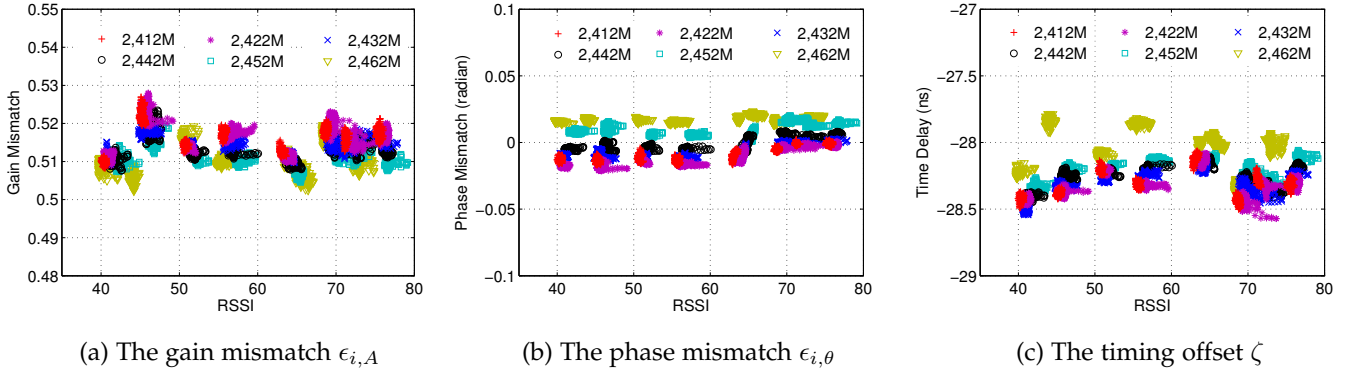 0.55
0.54
0.53
0.52
0.51
0.5
0.49
0.48
Gain Mismatch
2,412M 2,422M 2,432M
2,442M 2,452M 2,462M
40 50 60 70 80
RSSI
(a) The gain mismatch ϵi,A
0.1
0.05
0
−0.05
−0.1
Phase Mismatch (radian)
2,412M 2,422M 2,432M
2,442M 2,452M 2,462M
40 50 60 70 80
RSSI
(b) The phase mismatch ϵi,θ
−27
−27.5
−28
−28.5
−29
Time Delay (ns)
2,412M 2,422M 2,432M
2,442M 2,452M 2,462M
40 50 60 70 80
RSSI
(c) The timing offset ζ